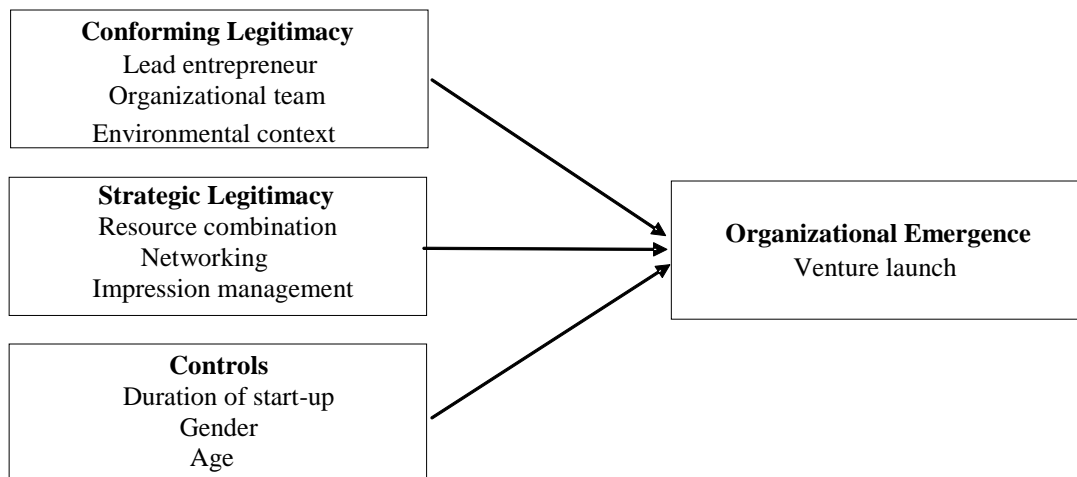 Conforming Legitimacy
Lead entrepreneur
Organizational team
Environmental context
Strategic Legitimacy
Resource combination
Networking
Impression management
Controls
Duration of start-up
Gender
Age
Organizational Emergence
Venture launch